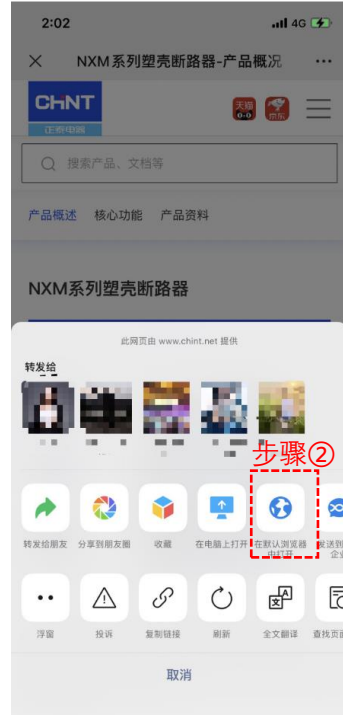 2:02
4G
NXM系列塑壳断路器-产品概况
CHNT
正泰电器
天猫
京东
搜索产品、文档等
产品概述 核心功能 产品资料
NXM系列塑壳断路器
此网页由 www.chint.net 提供
转发给
步骤②
转发给朋友 分享到朋友圈 收藏 在电脑上打开 在默认浏览器中打开 发送到
企业
浮窗 投诉 复制链接 刷新 全文翻译 查找页面
取消